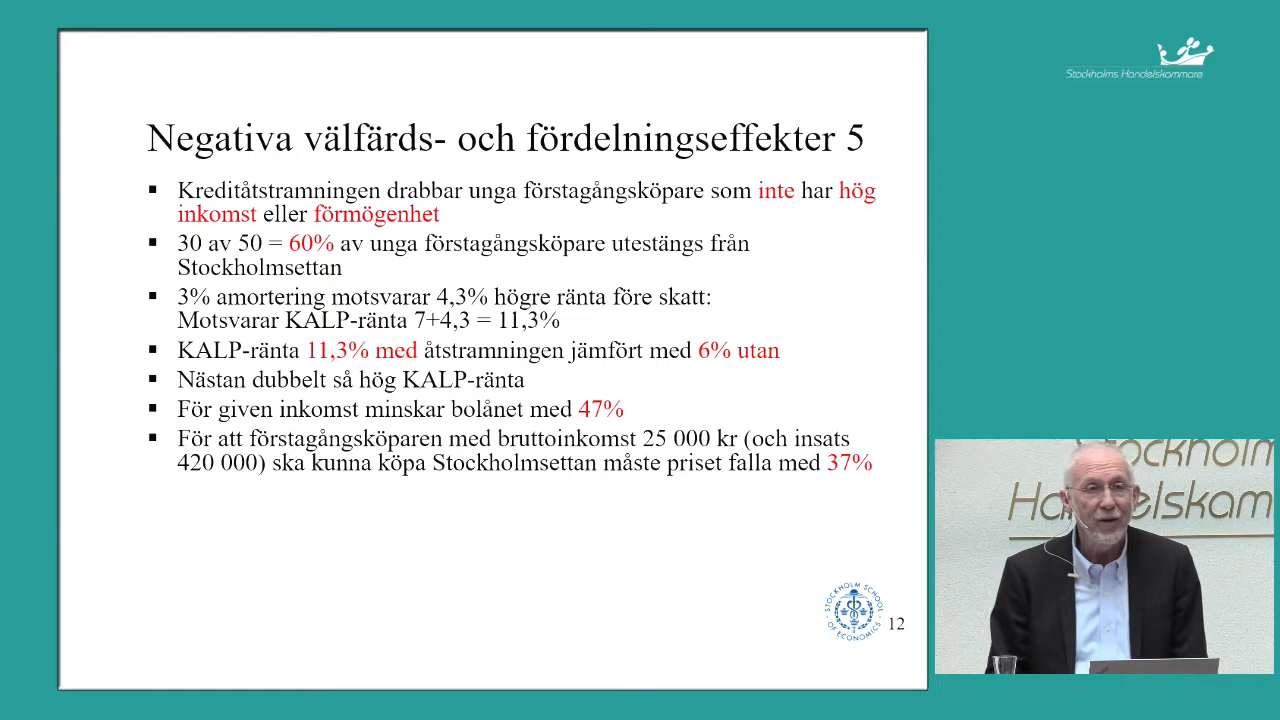 Stockholms Handelskammare
Negativa välfärds- och fördelningseffekter 5
▪ Kreditåtstramningen drabbar unga förstagångsköpare som inte har hög
inkomst eller förmögenhet
▪ 30 av 50 = 60% av unga förstagångsköpare utestängs från
Stockholmsettan
▪ 3% amortering motsvarar 4,3% högre ränta före skatt:
Motsvarar KALP-ränta 7+4,3 = 11,3%
▪ KALP-ränta 11,3% med åtstramningen jämfört med 6% utan
▪ Nästan dubbelt så hög KALP-ränta
▪ För given inkomst minskar bolånet med 47%
▪ För att förstagångsköparen med bruttoinkomst 25 000 kr (och insats
420 000) ska kunna köpa Stockholmsettan måste priset falla med 37%
STOCKHOLM SCHOOL
OF ECONOMICS
12